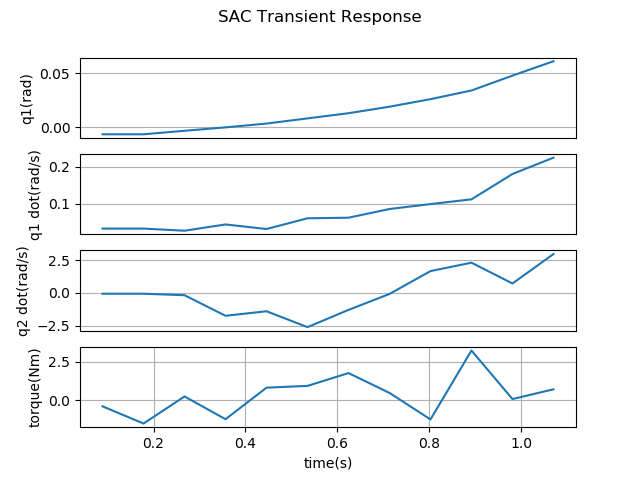 SAC Transient Response
q1(rad)
0.05
0.00
q1 dot(rad/s)
0.2
0.1
q2 dot(rad/s)
2.5
0.0
−2.5
torque(Nm)
2.5
0.0
0.2 0.4 0.6 0.8 1.0
time(s)